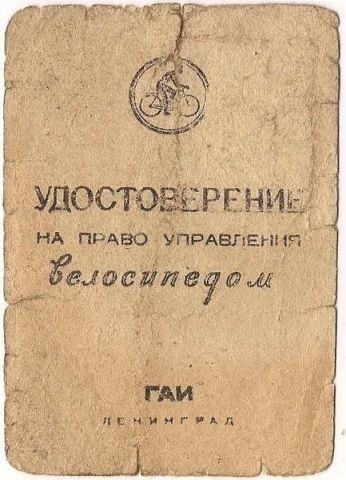 УДОСТОВЕРЕНИЕ
НА ПРАВО УПРАВЛЕНИЯ
велосипедом
ГАИ
ЛЕНИНГРАД